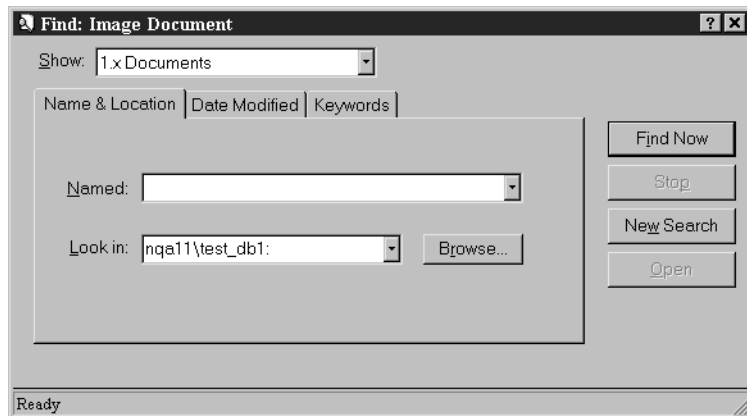 Find: Image Document
? X
Show: 1.x Documents
Name & Location Date Modified Keywords
Find Now
Named:
Stop
New Search
Look in: nqa11\test_db1: Browse...
Open
Ready